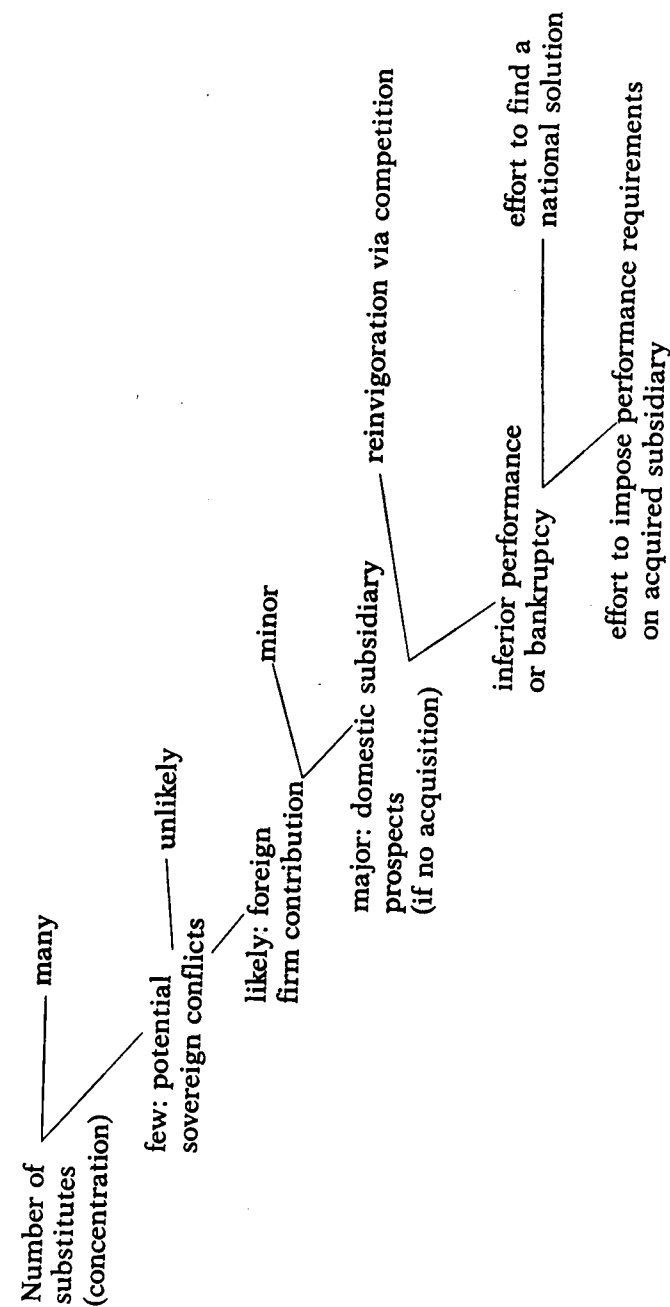 Number of
substitutes
(concentration)
many
few: potential
sovereign conflicts
unlikely
likely: foreign
firm contribution
minor
major: domestic subsidiary
prospects
(if no acquisition)
reinvigoration via competition
inferior performance
or bankruptcy
effort to find a
national solution
effort to impose performance requirements
on acquired subsidiary